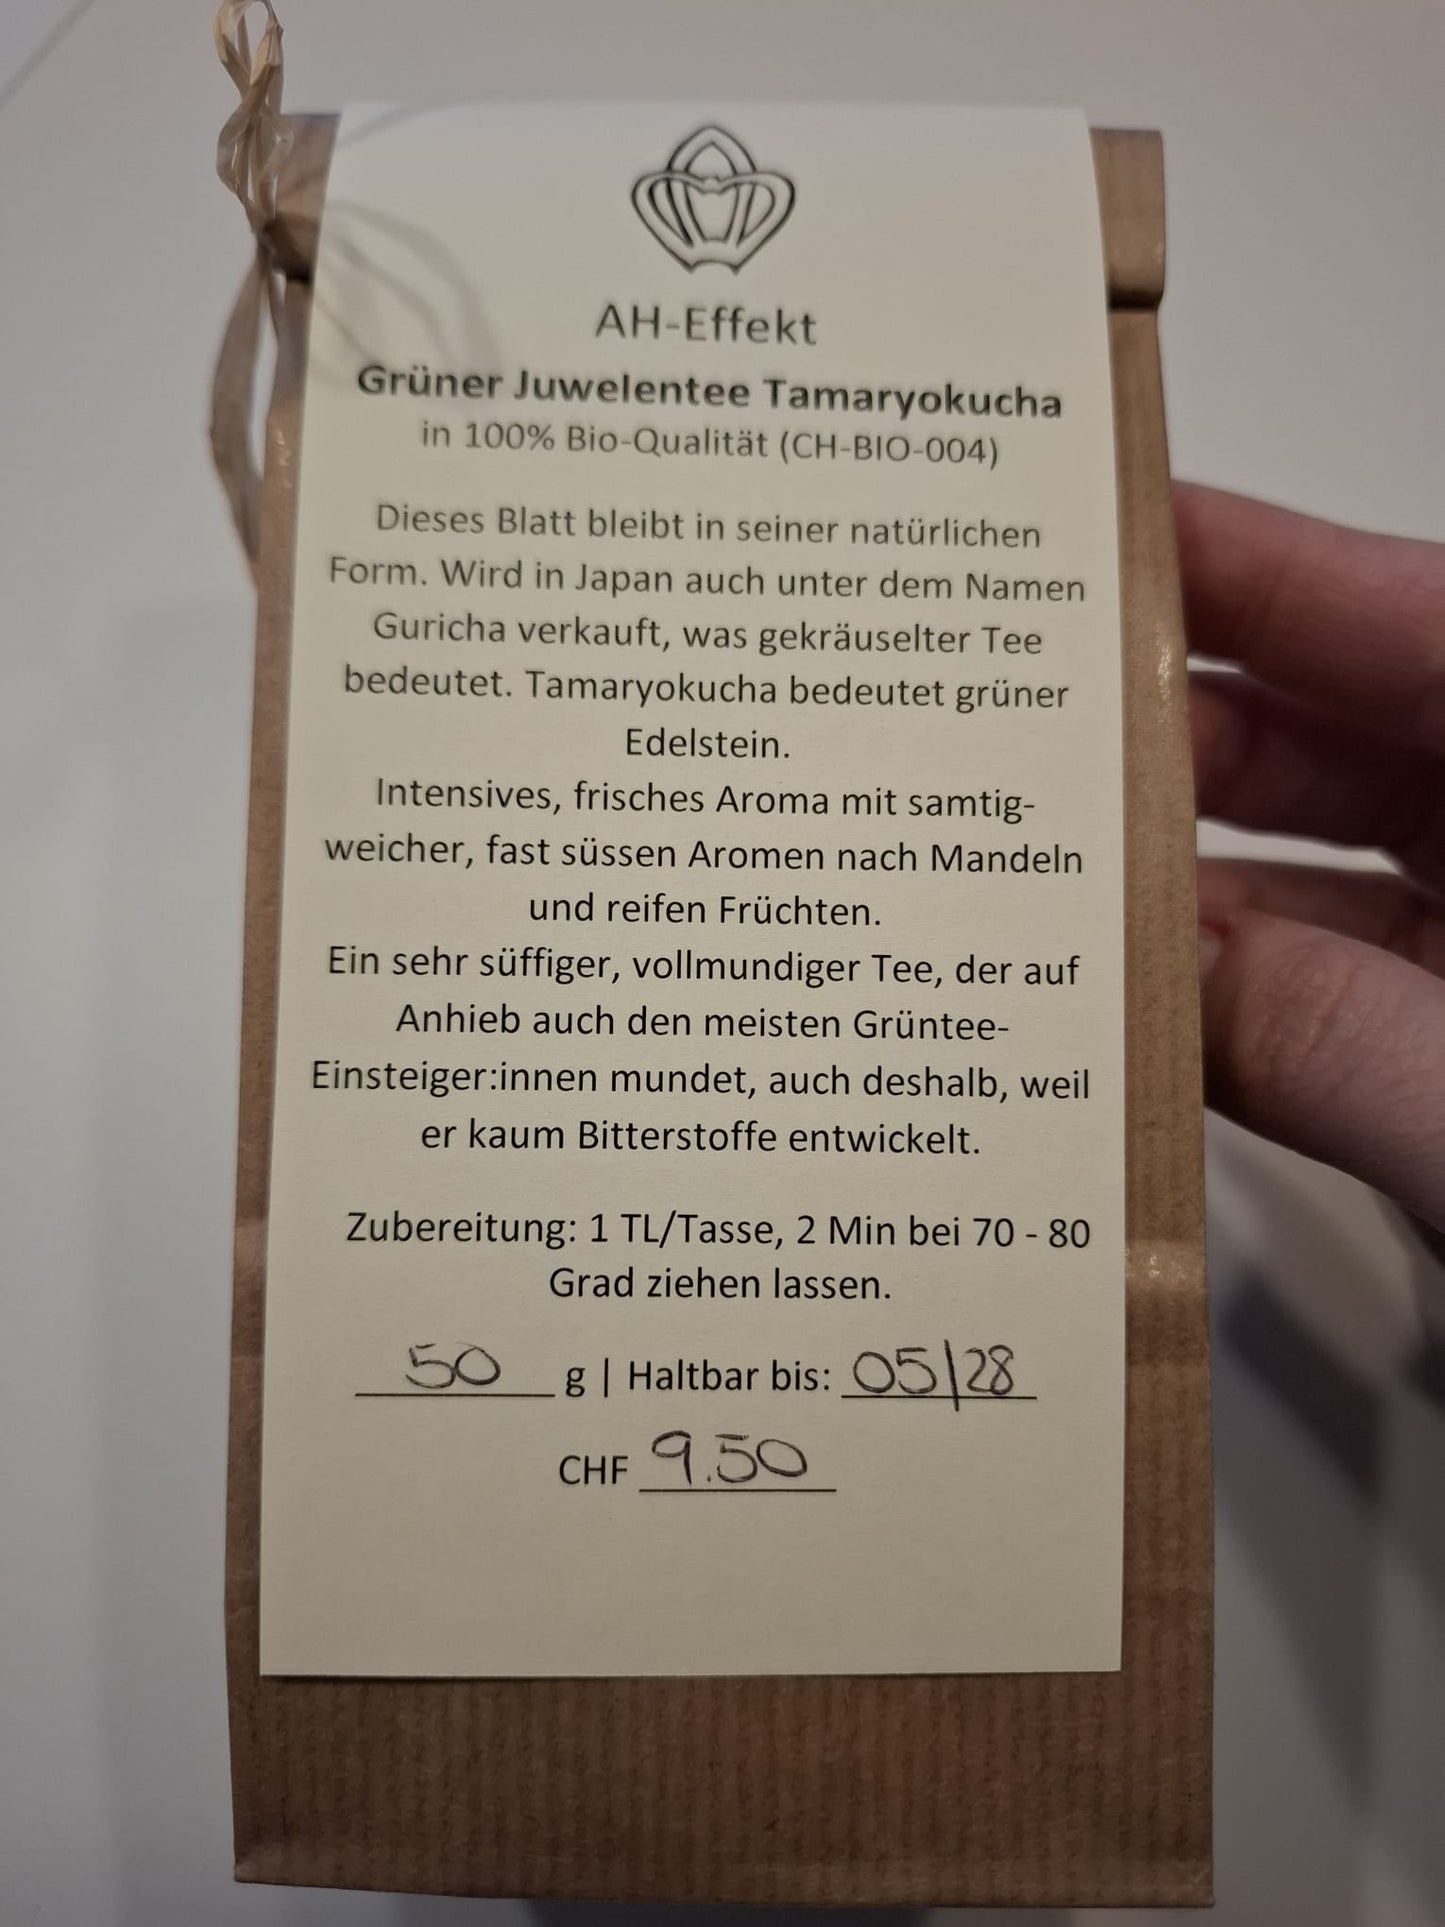 AH-Effekt
Grüner Juwelentee Tamaryokucha
in 100% Bio-Qualität (CH-BIO-004)
Dieses Blatt bleibt in seiner natürlichen
Form. Wird in Japan auch unter dem Namen
Guricha verkauft, was gekräuselter Tee
bedeutet. Tamaryokucha bedeutet grüner
Edelstein.
Intensives, frisches Aroma mit samtig-
weicher, fast süssen Aromen nach Mandeln
und reifen Früchten.
Ein sehr süffiger, vollmundiger Tee, der auf
Anhieb auch den meisten Grüntee-
Einsteiger:innen mundet, auch deshalb, weil
er kaum Bitterstoffe entwickelt.
Zubereitung: 1 TL/Tasse, 2 Min bei 70 - 80
Grad ziehen lassen.
50 g | Haltbar bis: 05/28
CHF 9.50